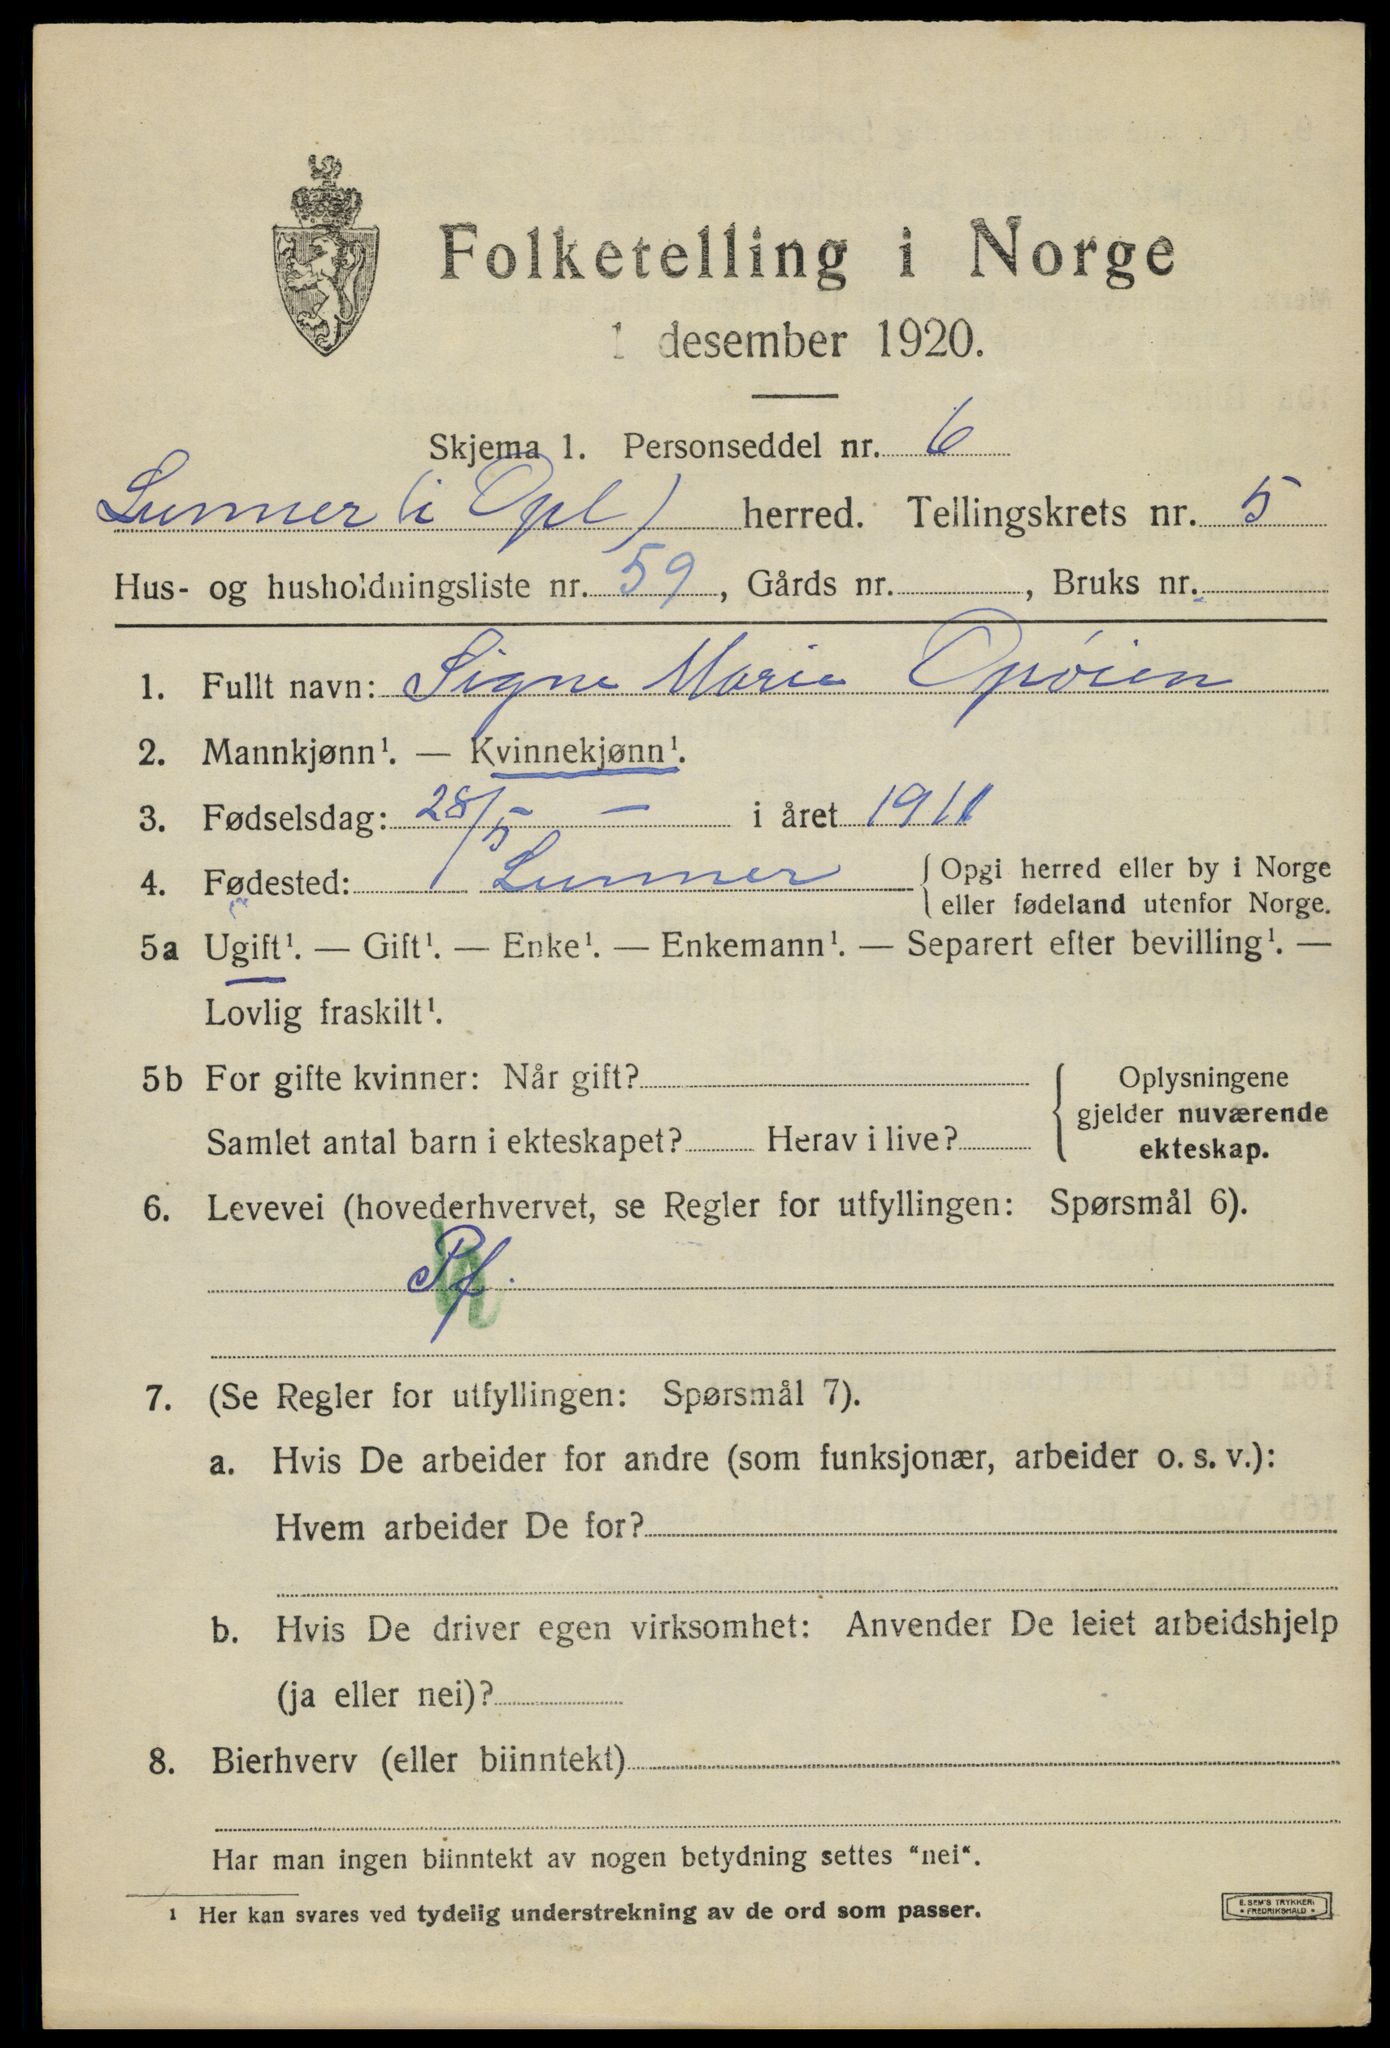 Folketelling i Norge
1 desember 1920.
Skjema 1. Personseddel nr. 6
Lunner (i Opl) herred. Tellingskrets nr. 5
Hus- og husholdningsliste nr. 59, Gårds nr. , Bruks nr.
1. Fullt navn: Signe Marie Opøien
2. Mannkjønn¹. — Kvinnekjønn¹.
3. Fødselsdag: 28/5 — i året 1911
4. Fødested: Lunner { Opgi herred eller by i Norge
eller fødeland utenfor Norge.
5a Ugift¹. — Gift¹. — Enke¹. — Enkemann¹. — Separert efter bevilling¹. —
Lovlig fraskilt¹.
5b For gifte kvinner: Når gift? { Oplysningene
gjelder nuværende
Samlet antal barn i ekteskapet? Herav i live? ekteskap.
6. Levevei (hovederhvervet, se Regler for utfyllingen: Spørsmål 6).
Pf.
7. (Se Regler for utfyllingen: Spørsmål 7).
a. Hvis De arbeider for andre (som funksjonær, arbeider o. s. v.):
Hvem arbeider De for?
b. Hvis De driver egen virksomhet: Anvender De leiet arbeidshjelp
(ja eller nei)?
8. Bierhverv (eller biinntekt)
Har man ingen biinntekt av nogen betydning settes "nei".
¹ Her kan svares ved tydelig understrekning av de ord som passer.
E. SEM'S TRYKKERI
• FREDRIKSHALD •